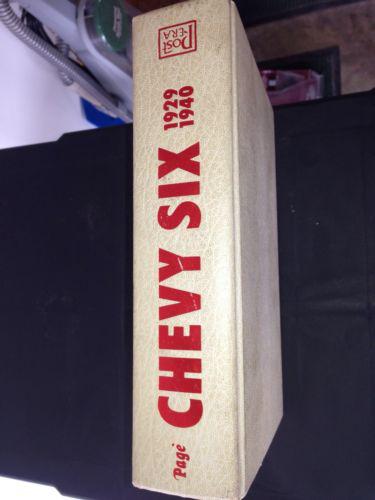 Pagé
CHEVY SIX
1929
1940
Post
-ERA